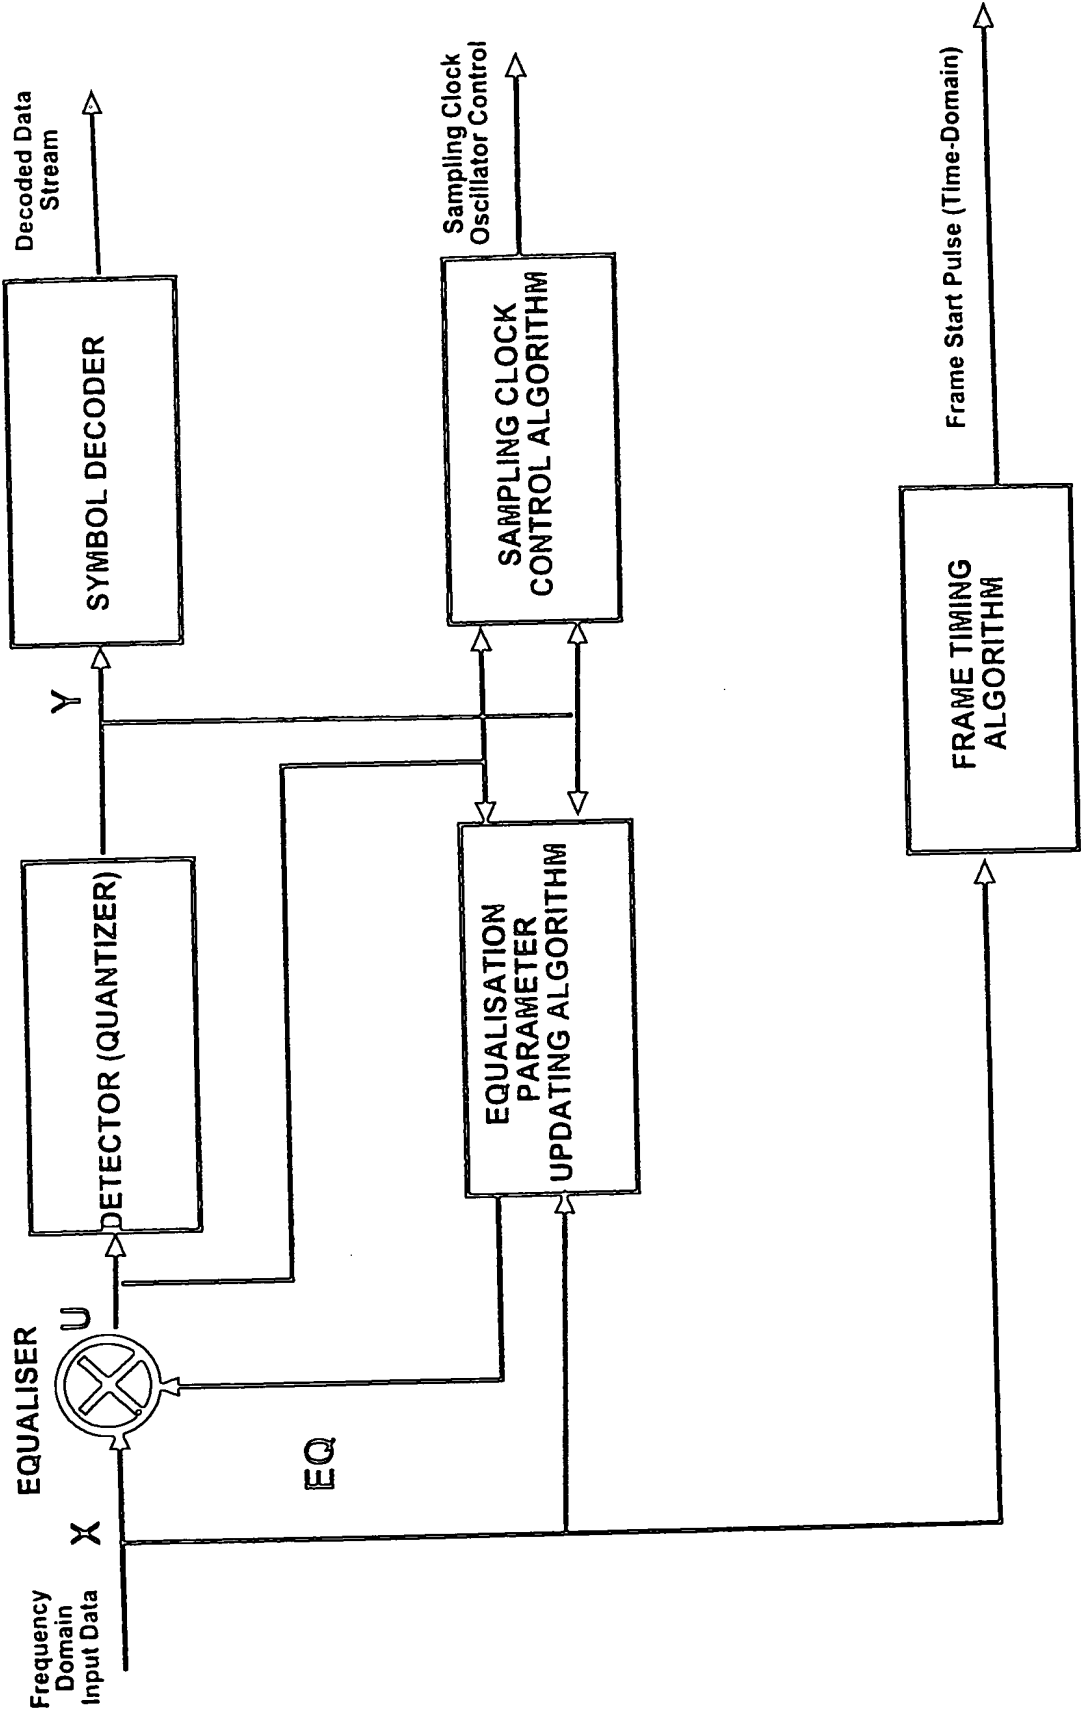 Frequency
Domain
Input Data
X
EQUALISER
U
DETECTOR (QUANTIZER)
Y
SYMBOL DECODER
Decoded Data
Stream
EQ
EQUALISATION
PARAMETER
UPDATING ALGORITHM
SAMPLING CLOCK
CONTROL ALGORITHM
Sampling Clock
Oscillator Control
FRAME TIMING
ALGORITHM
Frame Start Pulse (Time-Domain)